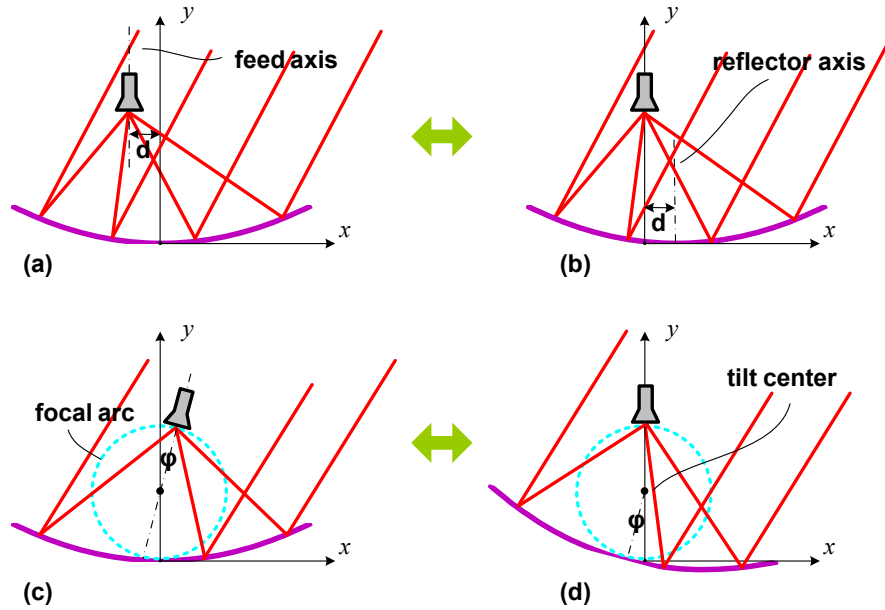 y
feed axis
d
x
(a)
y
reflector axis
d
x
(b)
y
focal arc
φ
x
(c)
y
tilt center
φ
x
(d)